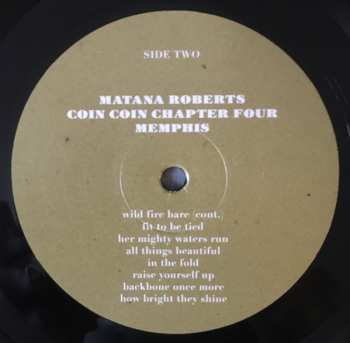 SIDE TWO
MATANA ROBERTS
COIN COIN CHAPTER FOUR
MEMPHIS
wild fire bare (cont.)
fit to be tied
her mighty waters run
all things beautiful
in the fold
raise yourself up
backbone once more
how bright they shine